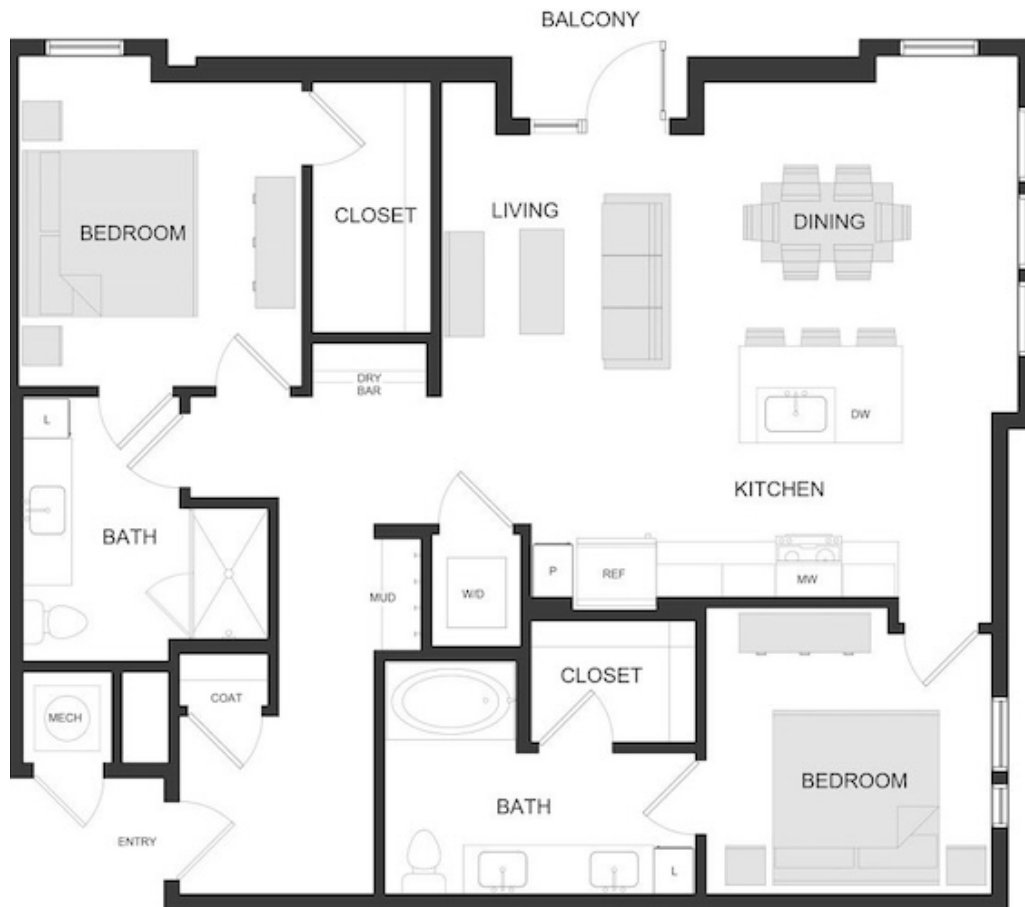 BALCONY
BEDROOM
CLOSET
LIVING
DINING
DRY
BAR
L
DW
KITCHEN
BATH
P
REF
MW
W/D
MUD
CLOSET
COAT
MECH
BEDROOM
BATH
ENTRY
L